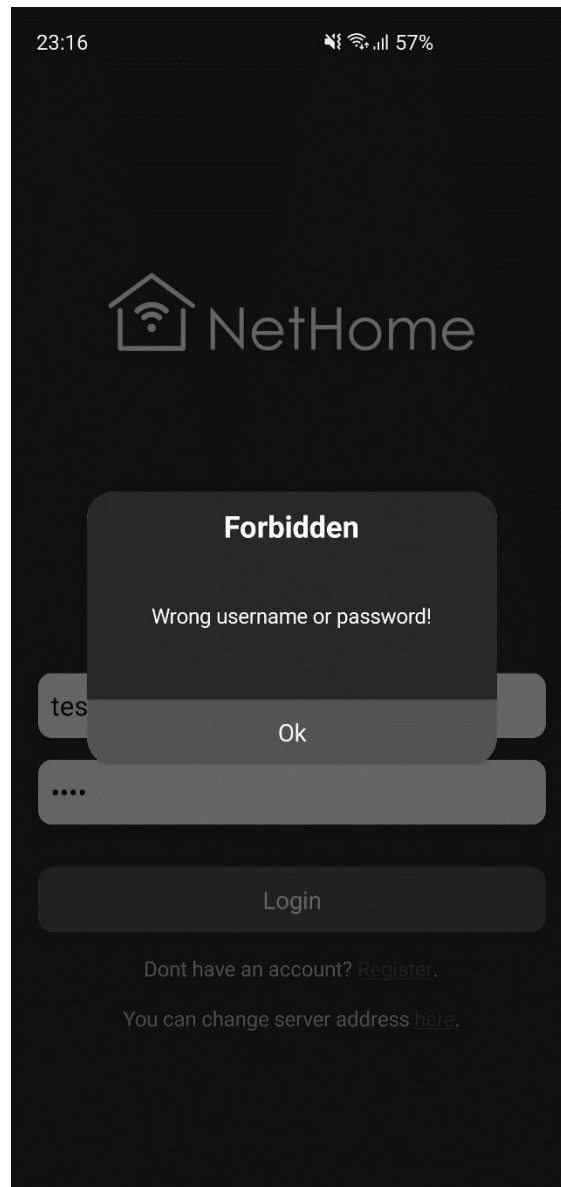 23:16 57%
NetHome
Forbidden
Wrong username or password!
tes
Ok
••••
Login
Dont have an account? Register.
You can change server address here.